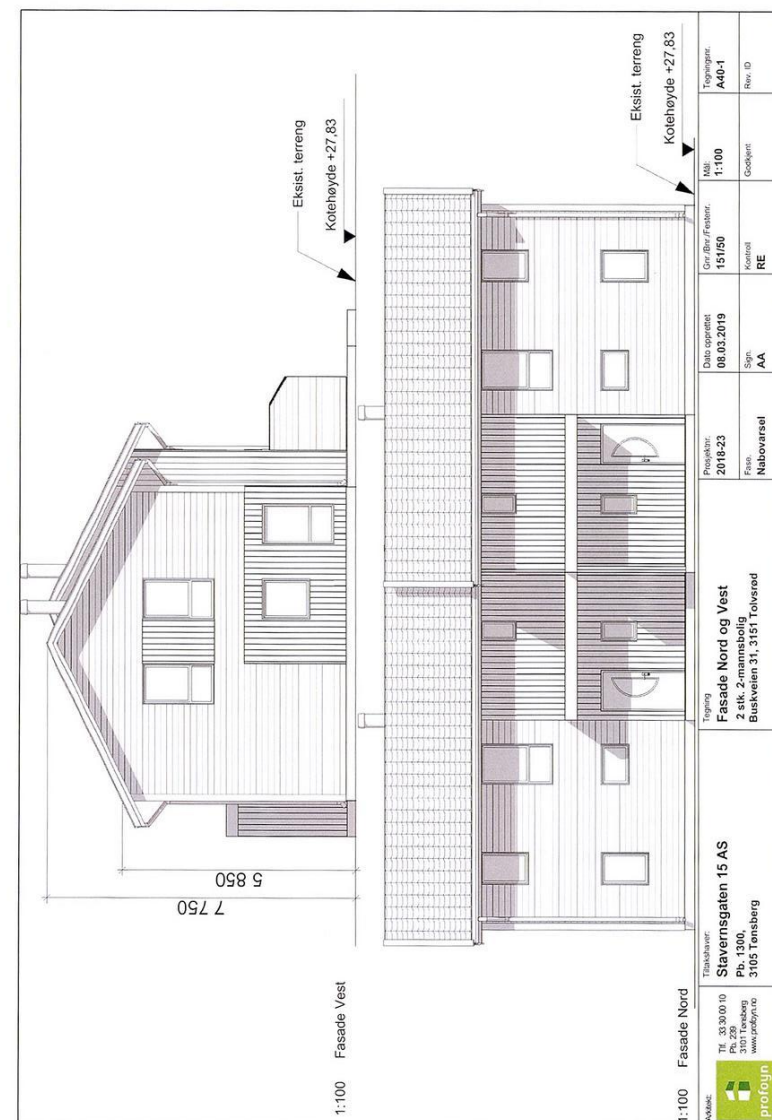 Eksist. terreng
Kotehøyde +27,83
7 750
5 850
1:100 Fasade Vest
Eksist. terreng
Kotehøyde +27,83
1:100 Fasade Nord
Arkitekt:
profoyn
Tlf. 33 30 00 10
Pb. 239
3101 Tønsberg
www.profoyn.no
Tiltakshaver:
Stavernsgaten 15 AS
Pb. 1300,
3105 Tønsberg
Tegning
Fasade Nord og Vest
2 stk. 2-mannsbolig
Buskveien 31, 3151 Tolvsrød
Prosjektnr.
2018-23
Dato opprettet
08.03.2019
Gnr./Bnr./Festenr.
151/50
Mål:
1:100
Tegningsnr.
A40-1
Fase.
Nabovarsel
Sign.
AA
Kontroll
RE
Godkjent
Rev. ID